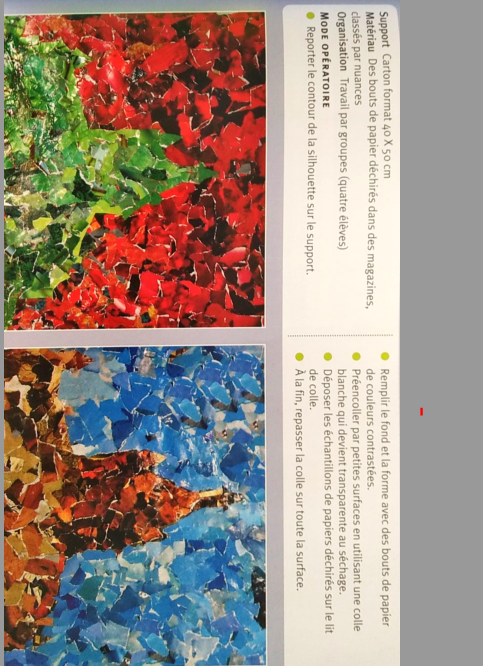 Support Carton format 40 X 50 cm
Matériau Des bouts de papier déchirés dans des magazines,
classés par nuances
Organisation Travail par groupes (quatre élèves)
MODE OPÉRATOIRE
Reporter le contour de la silhouette sur le support.
Remplir le fond et la forme avec des bouts de papier
de couleurs contrastées.
Préencoller par petites surfaces en utilisant une colle
blanche qui devient transparente au séchage.
Déposer les échantillons de papiers déchirés sur le lit
de colle.
À la fin, repasser la colle sur toute la surface.